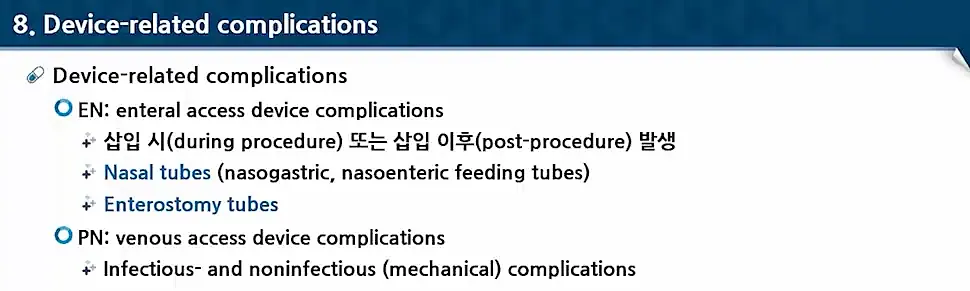 8. Device-related complications
Device-related complications
EN: enteral access device complications
삽입 시(during procedure) 또는 삽입 이후(post-procedure) 발생
Nasal tubes (nasogastric, nasoenteric feeding tubes)
Enterostomy tubes
PN: venous access device complications
Infectious- and noninfectious (mechanical) complications